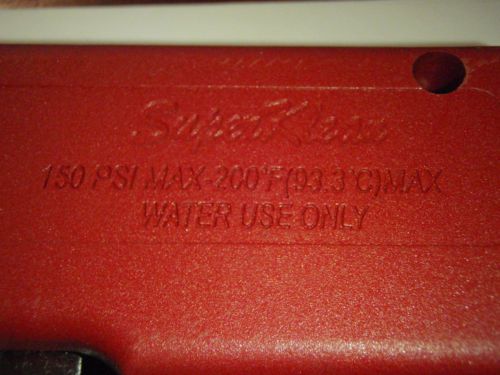 SuperKlean
150 PSI MAX-200°F(93.3°C)MAX
WATER USE ONLY